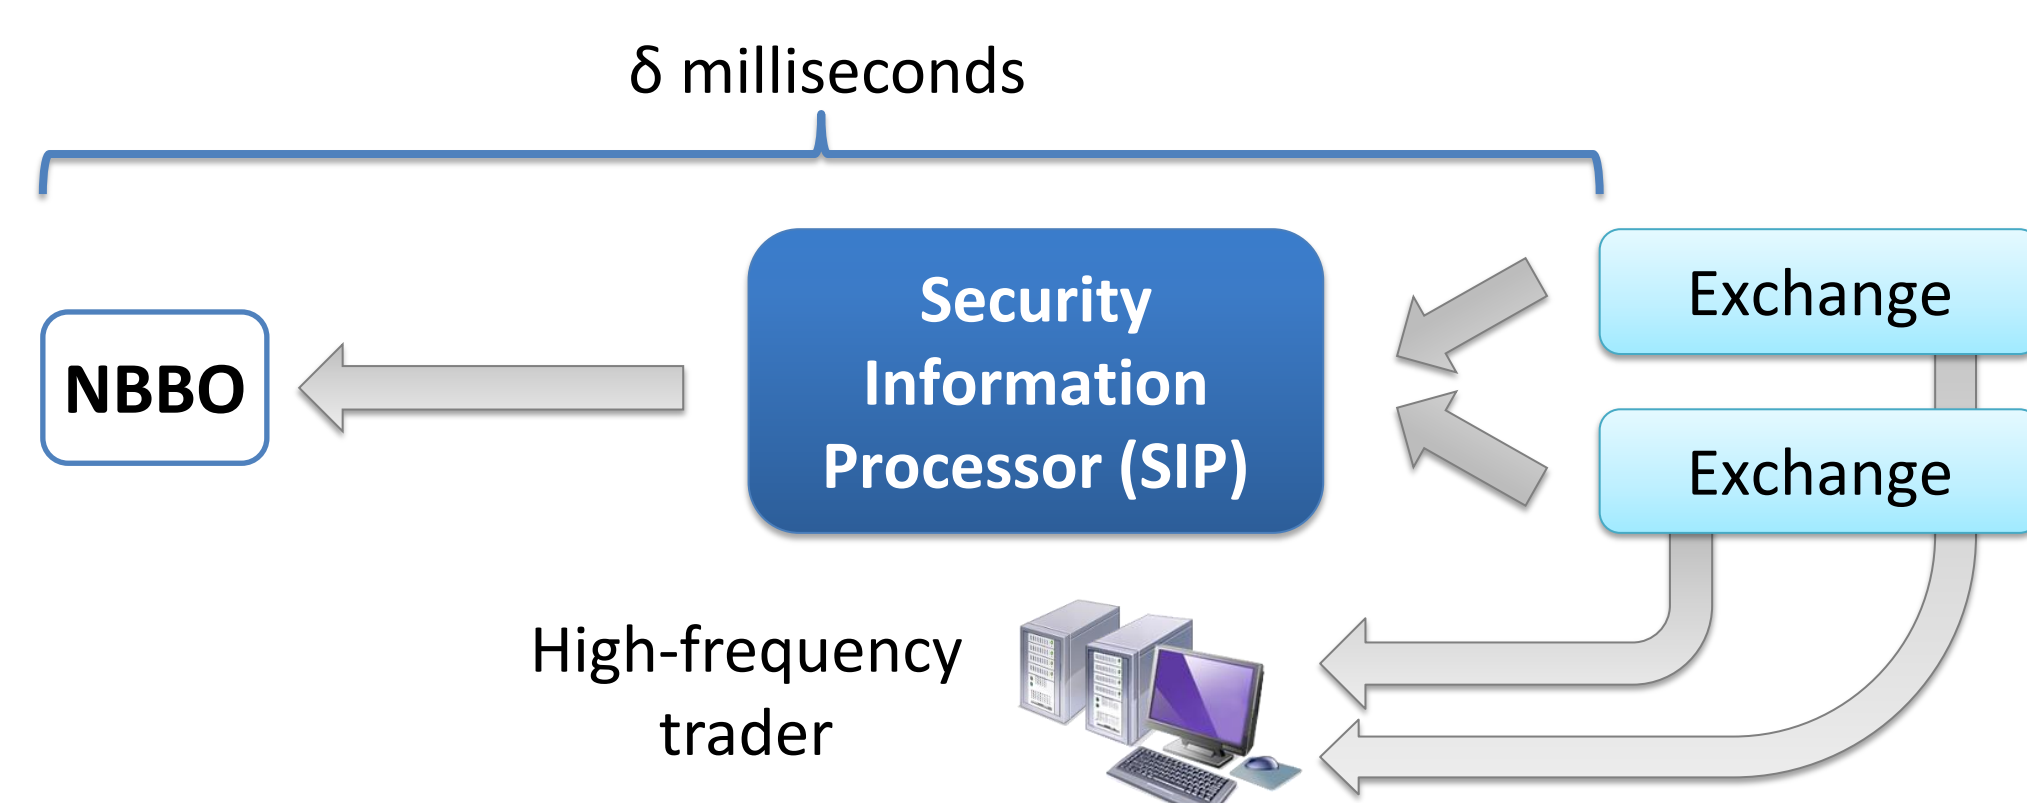 δ milliseconds
Security
Information
Processor (SIP)
Exchange
NBBO
Exchange
High-frequency
trader